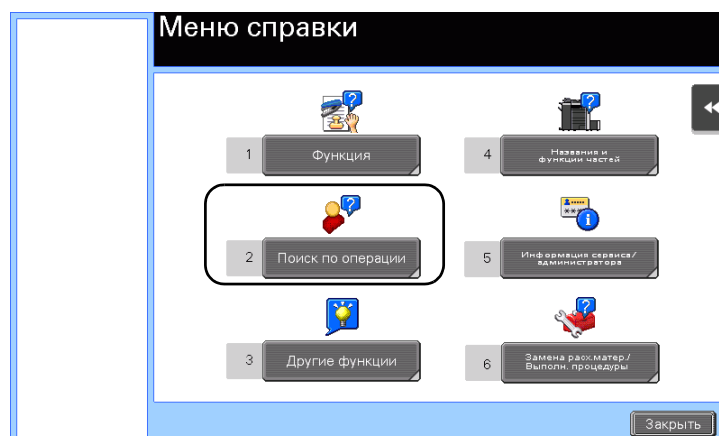 Меню справки
1 Функция
4 Названия и
функции частей
2 Поиск по операции
5 Информация сервиса/
администратора
3 Другие функции
6 Замена расх.матер./
Выполн. процедуры
Закрыть